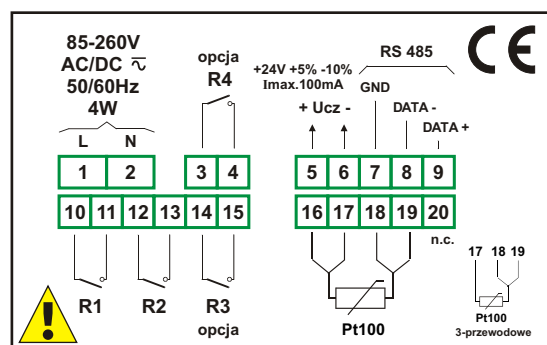 85-260V
AC/DC
50/60Hz
4W
L N
opcja
R4
RS 485
+24V +5% -10%
Imax.100mA
GND
+ Ucz -
DATA -
DATA +
CE
1 2 3 4 5 6 7 8 9
10 11 12 13 14 15 16 17 18 19 20
n.c.
R1 R2 R3
opcja
Pt100
17 18 19
Pt100
3-przewodowe
!